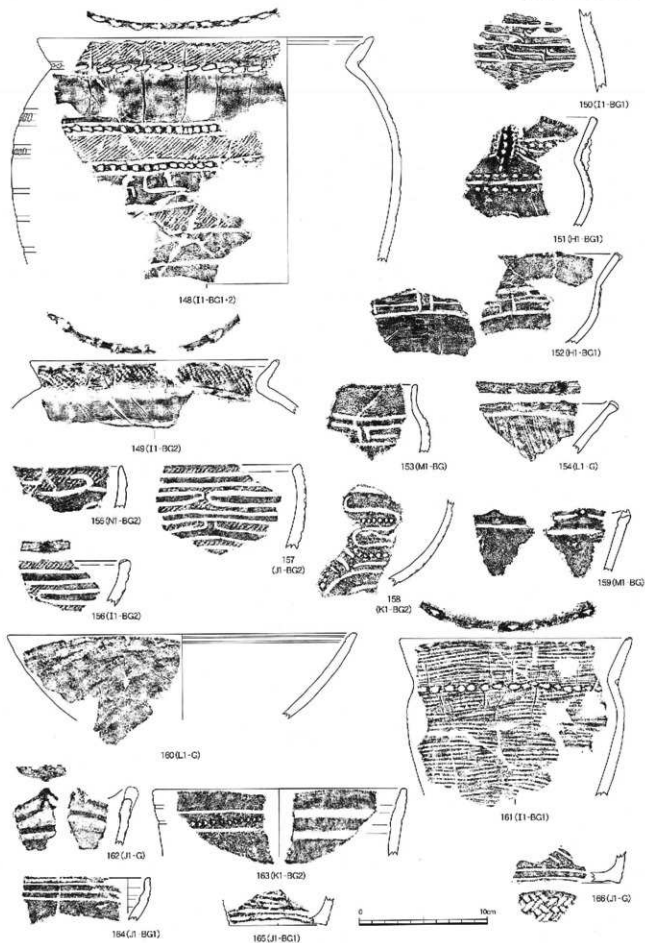 148(I1-BG1・2)
150(I1-BG1)
151(H1-BG1)
152(H1-BG1)
149(I1-BG2)
153(M1-BG)
154(L1-G)
155(N1-BG2)
157
(J1-BG2)
158
(K1-BG2)
159(M1-BG)
156(I1-BG2)
160(L1-G)
161(I1-BG1)
162(J1-G)
163(K1-BG2)
164(J1-BG1)
165(J1-BG1)
0 10cm
166(J1-G)